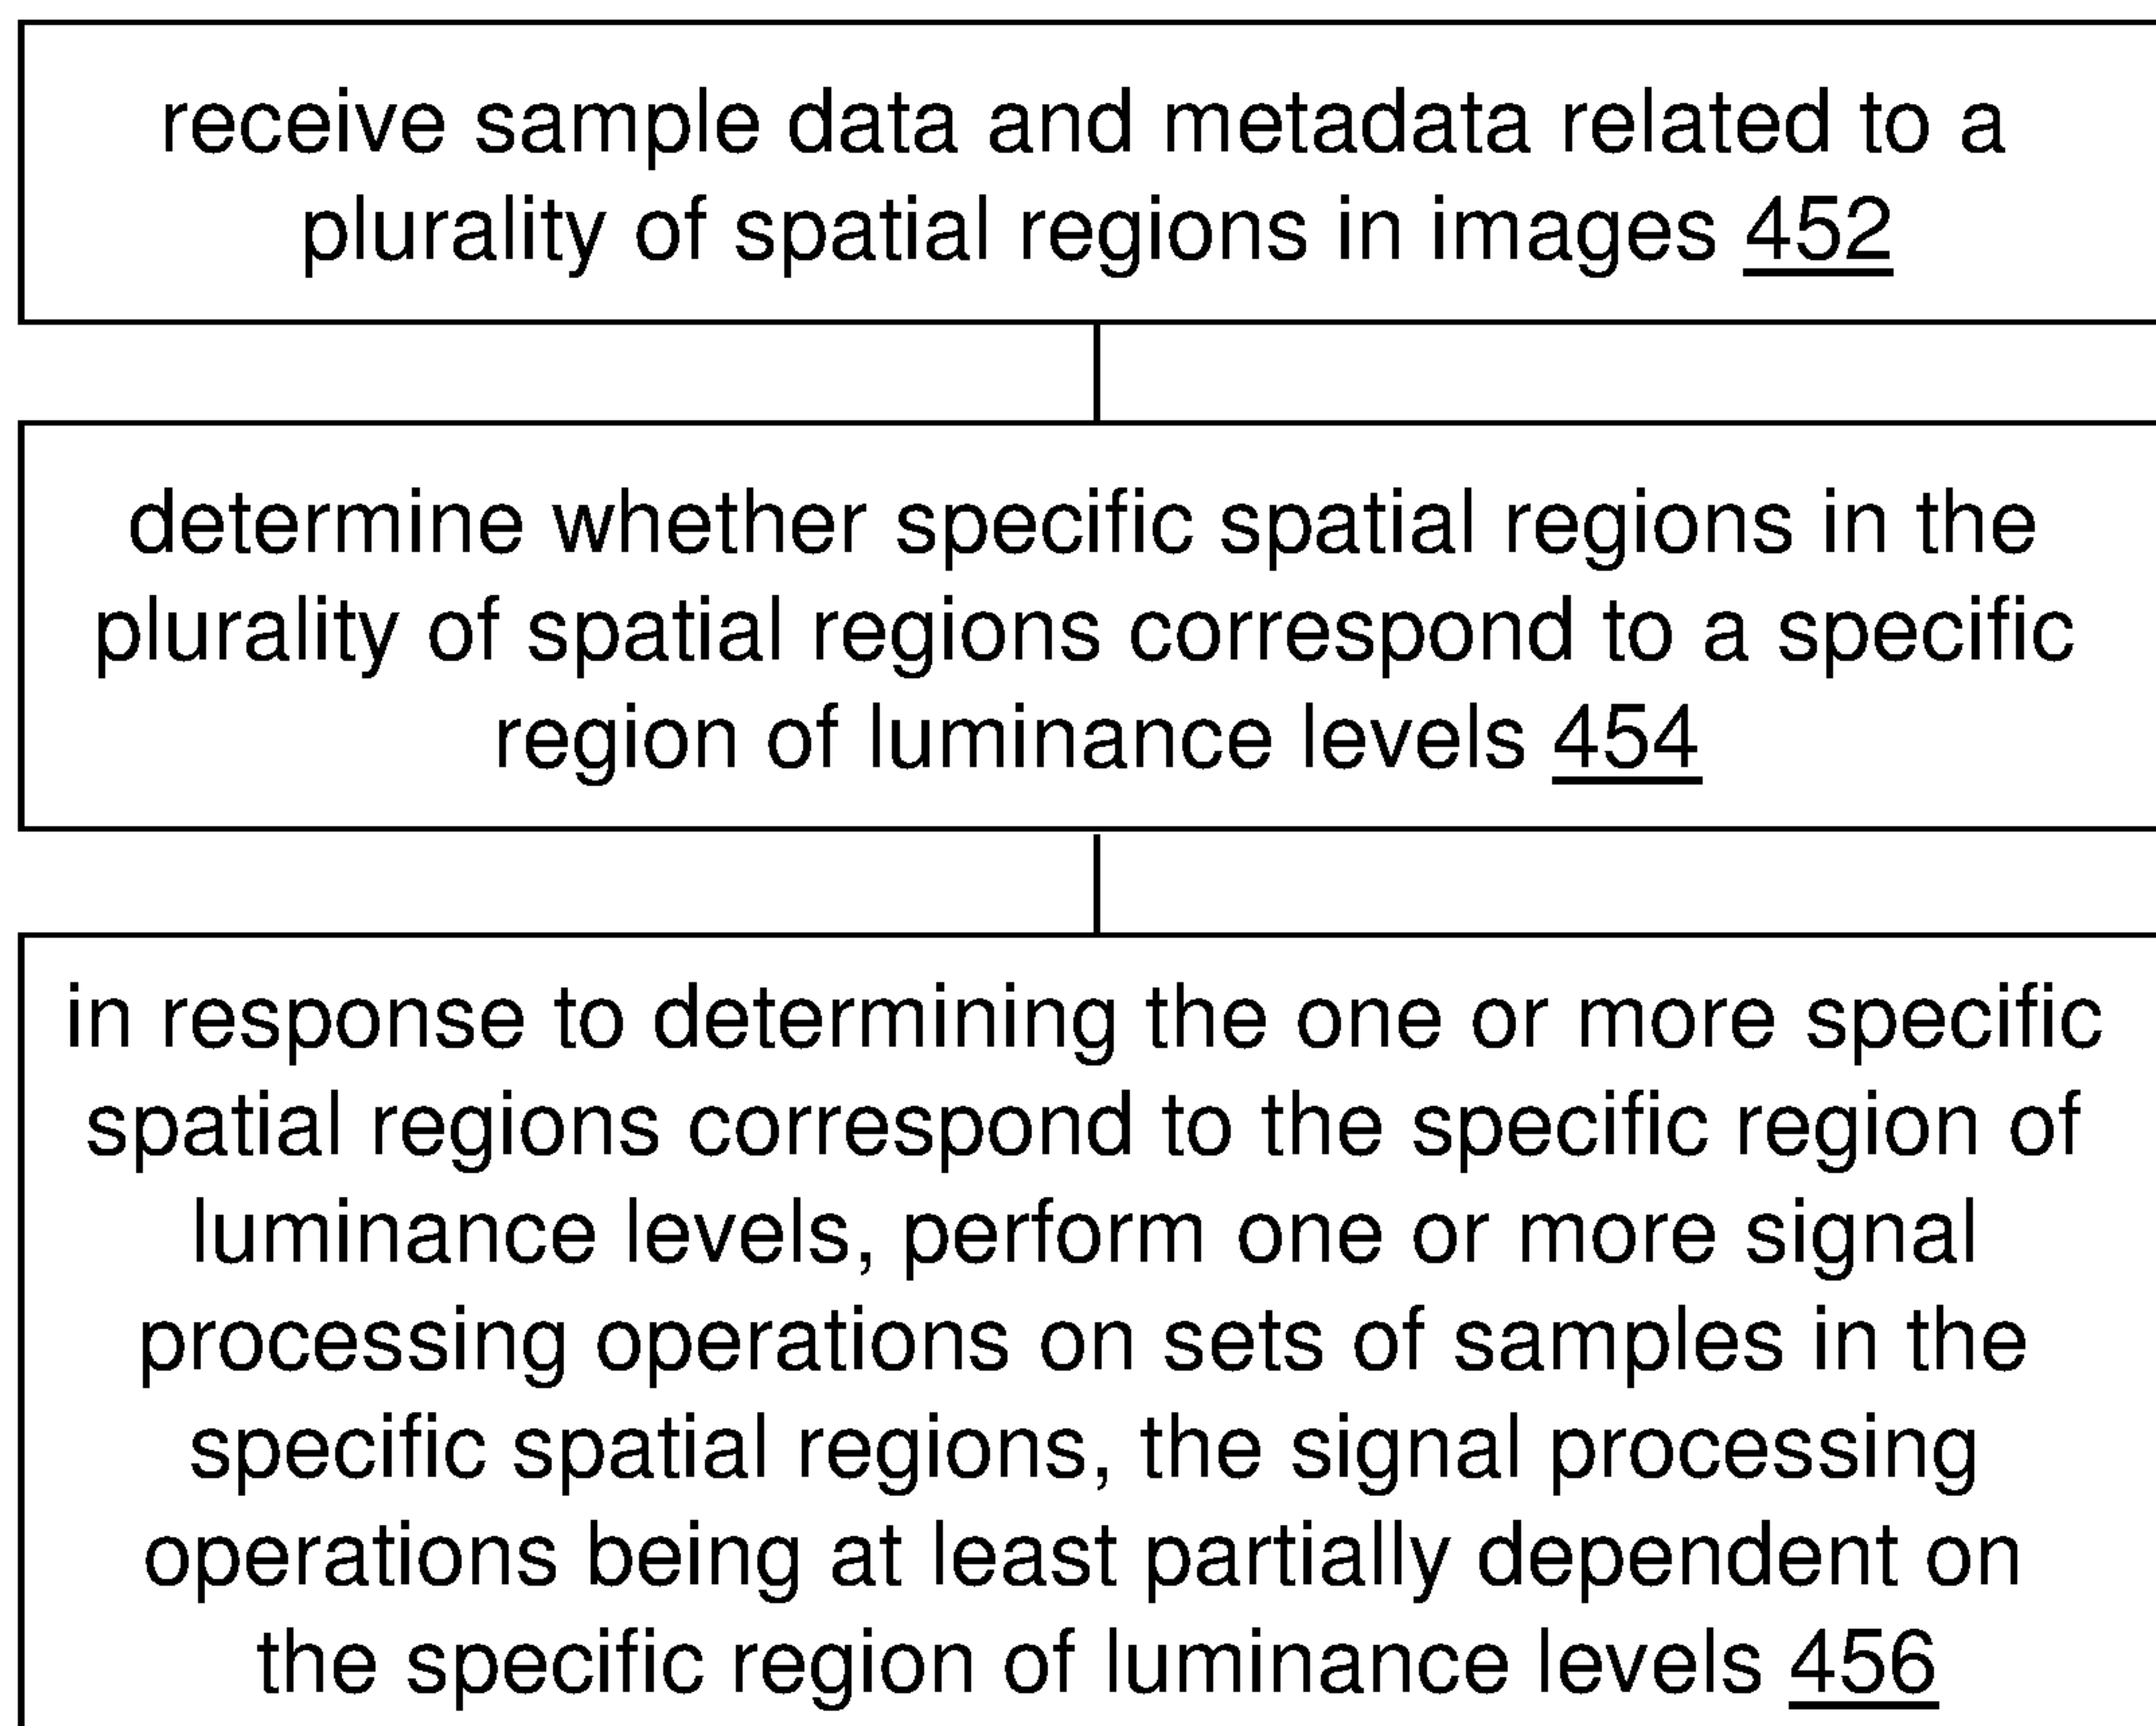 receive sample data and metadata related to a
plurality of spatial regions in images 452
determine whether specific spatial regions in the
plurality of spatial regions correspond to a specific
region of luminance levels 454
in response to determining the one or more specific
spatial regions correspond to the specific region of
luminance levels, perform one or more signal
processing operations on sets of samples in the
specific spatial regions, the signal processing
operations being at least partially dependent on
the specific region of luminance levels 456